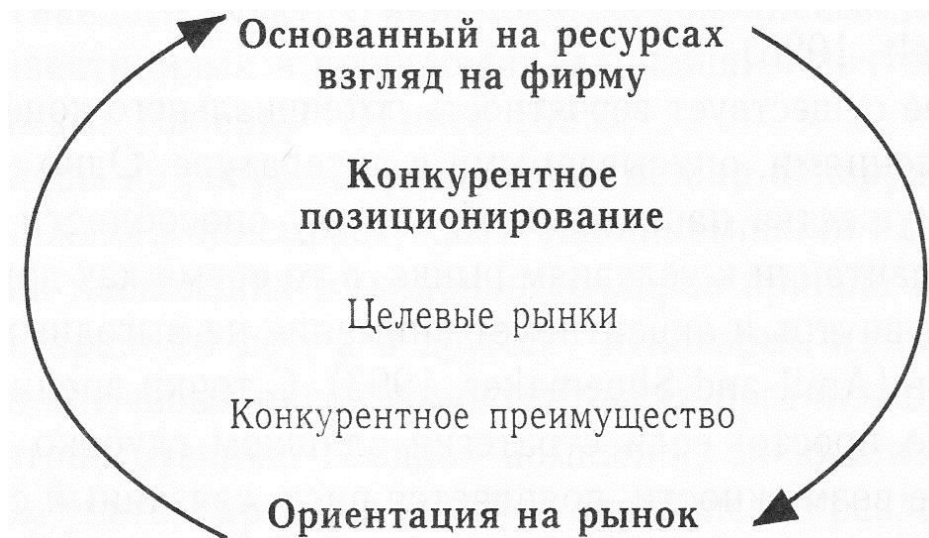 Основанный на ресурсах
взгляд на фирму
Конкурентное
позиционирование
Целевые рынки
Конкурентное преимущество
Ориентация на рынок